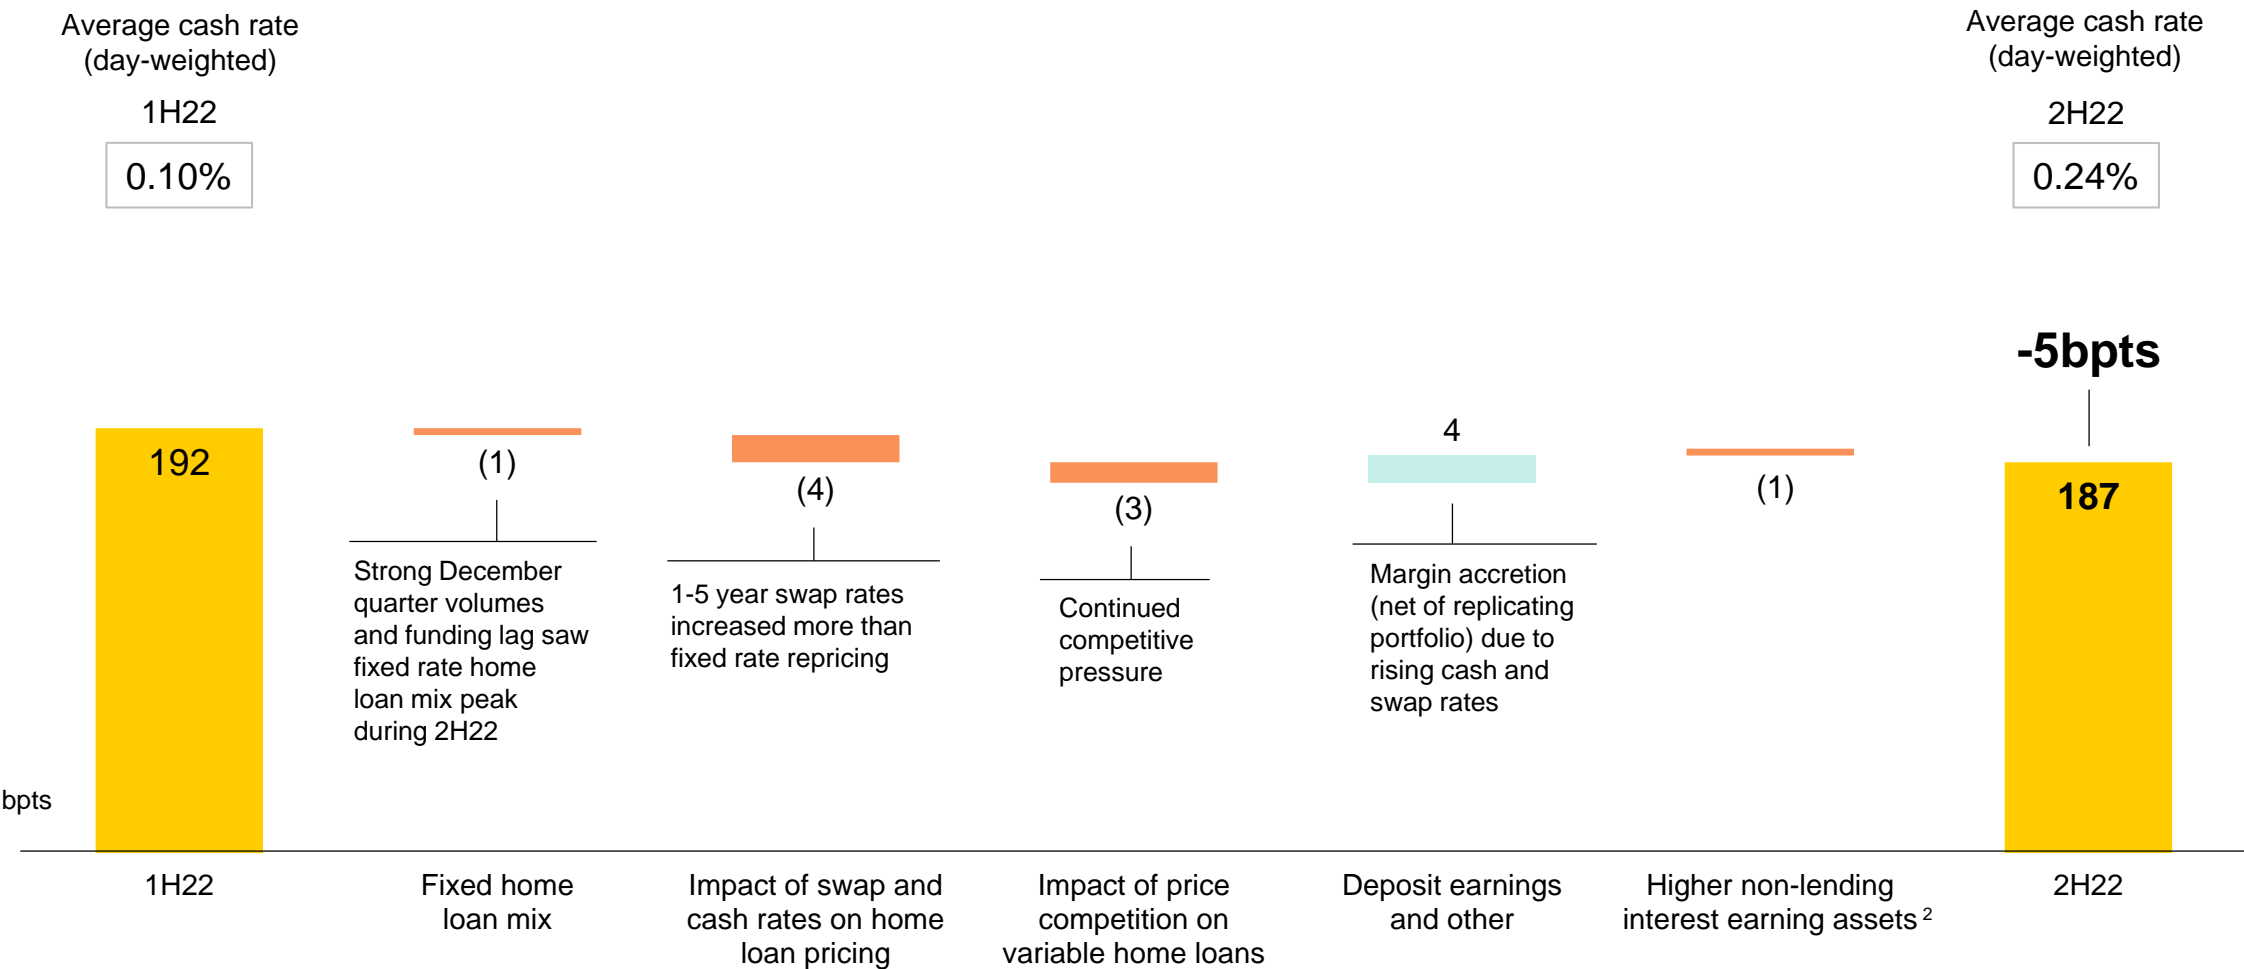 Average cash rate
(day-weighted)
1H22
0.10%
Average cash rate
(day-weighted)
2H22
0.24%
-5bpts
192
(1)
Strong December
quarter volumes
and funding lag saw
fixed rate home
loan mix peak
during 2H22
(4)
1-5 year swap rates
increased more than
fixed rate repricing
(3)
Continued
competitive
pressure
4
Margin accretion
(net of replicating
portfolio) due to
rising cash and
swap rates
(1)
187
bpts
1H22
Fixed home
loan mix
Impact of swap and
cash rates on home
loan pricing
Impact of price
competition on
variable home loans
Deposit earnings
and other
Higher non-lending
interest earning assets 2
2H22